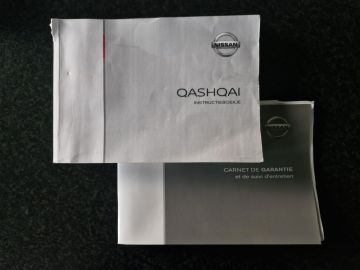 NISSAN
QASHQAI
INSTRUCTIEBOEKJE
CARNET DE GARANTIE
et de suivi d'entretien